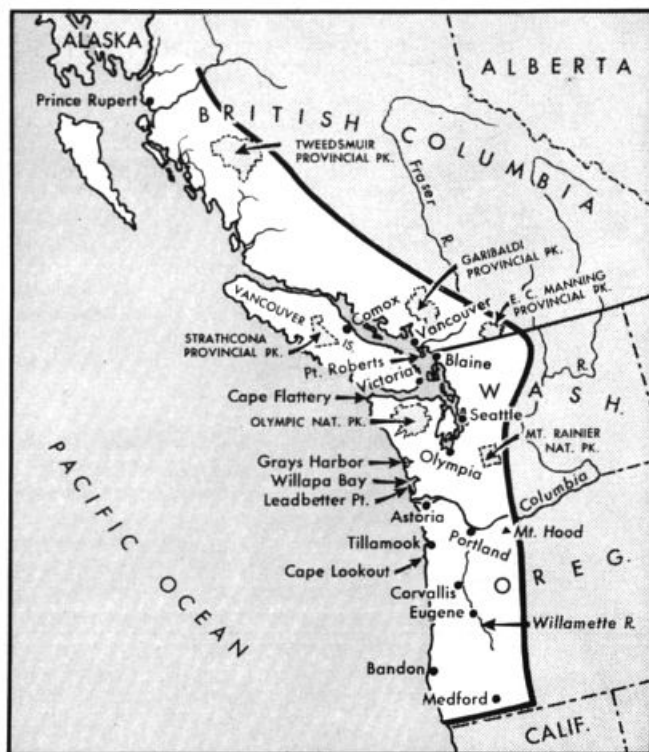 ALASKA
ALBERTA
Prince Rupert
BRITISH
COLUMBIA
TWEEDSMUIR
PROVINCIAL PK.
Fraser R.
GARIBALDI
PROVINCIAL PK.
E. C. MANNING
PROVINCIAL PK.
VANCOUVER IS.
Comox
Vancouver
STRATHCONA
PROVINCIAL PK.
Pt. Roberts
Blaine
Victoria
WASH.
R.
Cape Flattery
Seattle
OLYMPIC NAT. PK.
MT. RAINIER
NAT. PK.
Grays Harbor
Olympia
Willapa Bay
Leadbetter Pt.
Columbia
Astoria
Portland
Mt. Hood
Tillamook
Cape Lookout
OREG.
Corvallis
Eugene
Willamette R.
PACIFIC OCEAN
Bandon
Medford
CALIF.